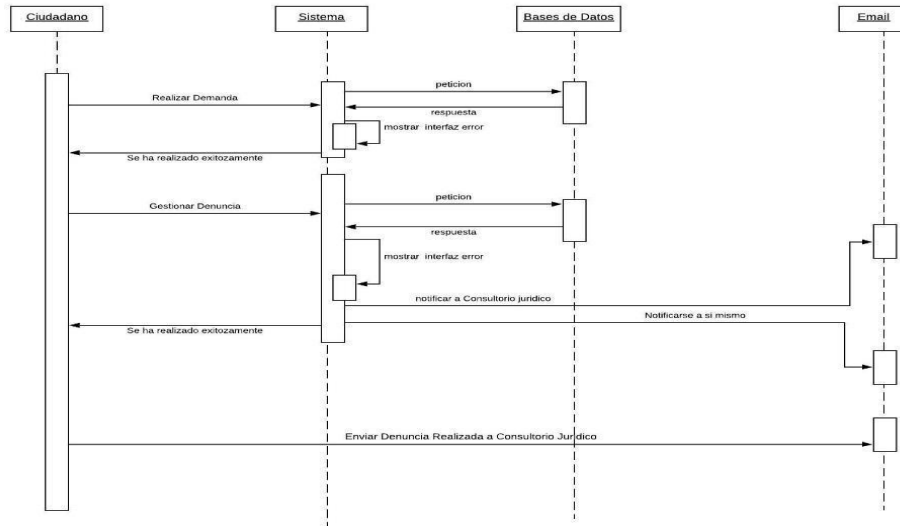 Ciudadano
Sistema
Bases de Datos
Email
peticion
Realizar Demanda
respuesta
mostrar interfaz error
Se ha realizado exitozamente
peticion
Gestionar Denuncia
respuesta
mostrar interfaz error
notificar a Consultorio juridico
Notificarse a si mismo
Se ha realizado exitozamente
Enviar Denuncia Realizada a Consultorio Juridico